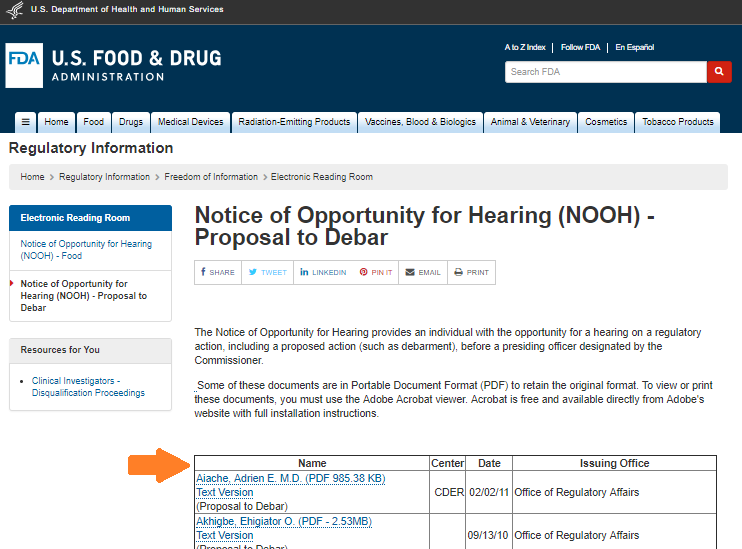 U.S. Department of Health and Human Services
FDA U.S. FOOD & DRUG
ADMINISTRATION
A to Z Index | Follow FDA | En Español
Search FDA
☰ Home Food Drugs Medical Devices Radiation-Emitting Products Vaccines, Blood & Biologics Animal & Veterinary Cosmetics Tobacco Products
Regulatory Information
Home > Regulatory Information > Freedom of Information > Electronic Reading Room
Electronic Reading Room
Notice of Opportunity for Hearing
(NOOH) - Food
Notice of Opportunity for
Hearing (NOOH) - Proposal to
Debar
Resources for You
• Clinical Investigators -
Disqualification Proceedings
Notice of Opportunity for Hearing (NOOH) -
Proposal to Debar
SHARE TWEET LINKEDIN PIN IT EMAIL PRINT
The Notice of Opportunity for Hearing provides an individual with the opportunity for a hearing on a regulatory
action, including a proposed action (such as debarment), before a presiding officer designated by the
Commissioner.
.Some of these documents are in Portable Document Format (PDF) to retain the original format. To view or print
these documents, you must use the Adobe Acrobat viewer. Acrobat is free and available directly from Adobe's
website with full installation instructions.
Name Center Date Issuing Office
Aiache, Adrien E. M.D. (PDF 985.38 KB)
Text Version
(Proposal to Debar)
CDER 02/02/11 Office of Regulatory Affairs
Akhigbe, Ehigiator O. (PDF - 2.53MB)
Text Version
(Proposal to Debar)
09/13/10 Office of Regulatory Affairs